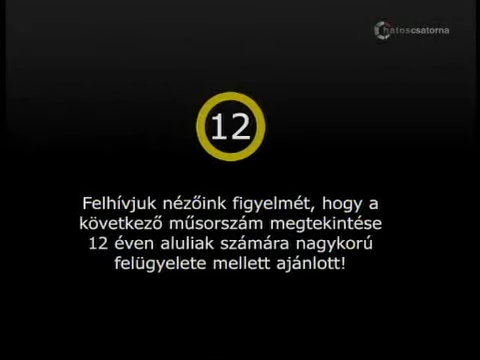 hatoscsatorna
12
Felhívjuk nézőink figyelmét, hogy a
következő műsorszám megtekintése
12 éven aluliak számára nagykorú
felügyelete mellett ajánlott!